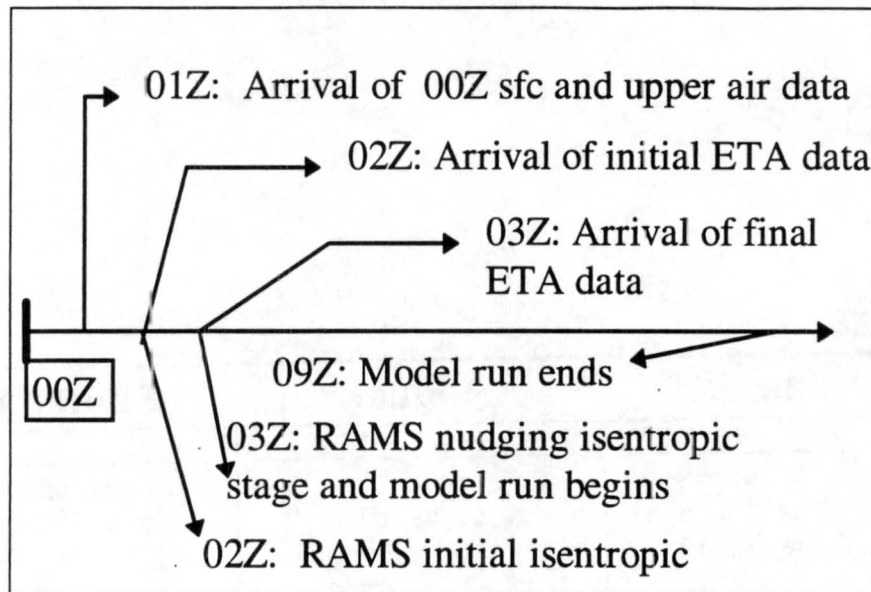 01Z: Arrival of 00Z sfc and upper air data
02Z: Arrival of initial ETA data
03Z: Arrival of final
ETA data
00Z
09Z: Model run ends
03Z: RAMS nudging isentropic
stage and model run begins
02Z: RAMS initial isentropic